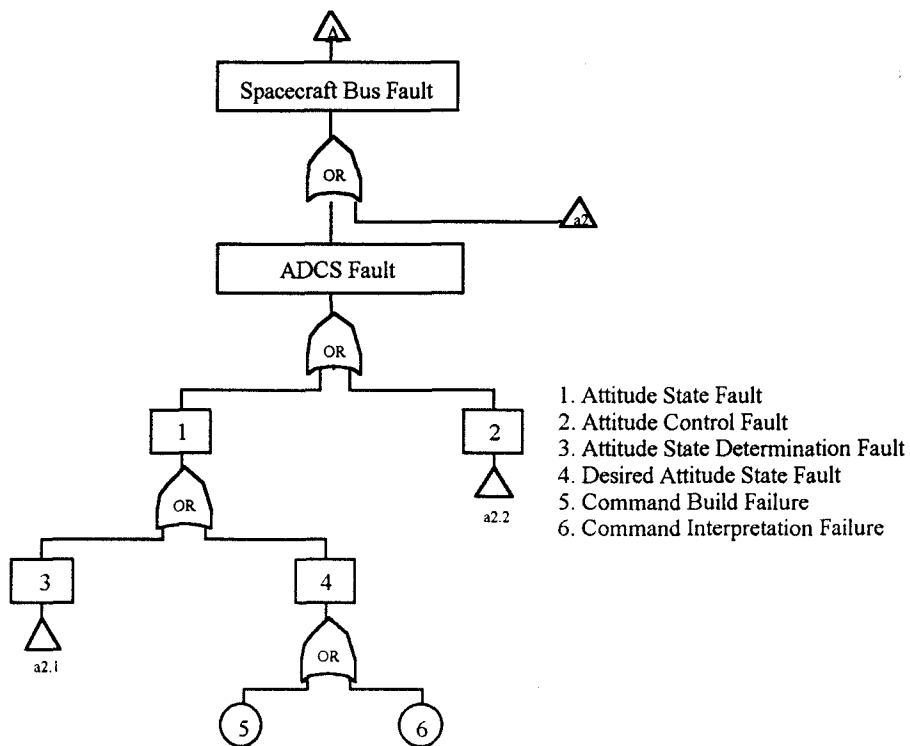 A
Spacecraft Bus Fault
OR
a2
ADCS Fault
OR
1
2
a2.2
OR
3
4
a2.1
OR
5
6
1. Attitude State Fault
2. Attitude Control Fault
3. Attitude State Determination Fault
4. Desired Attitude State Fault
5. Command Build Failure
6. Command Interpretation Failure